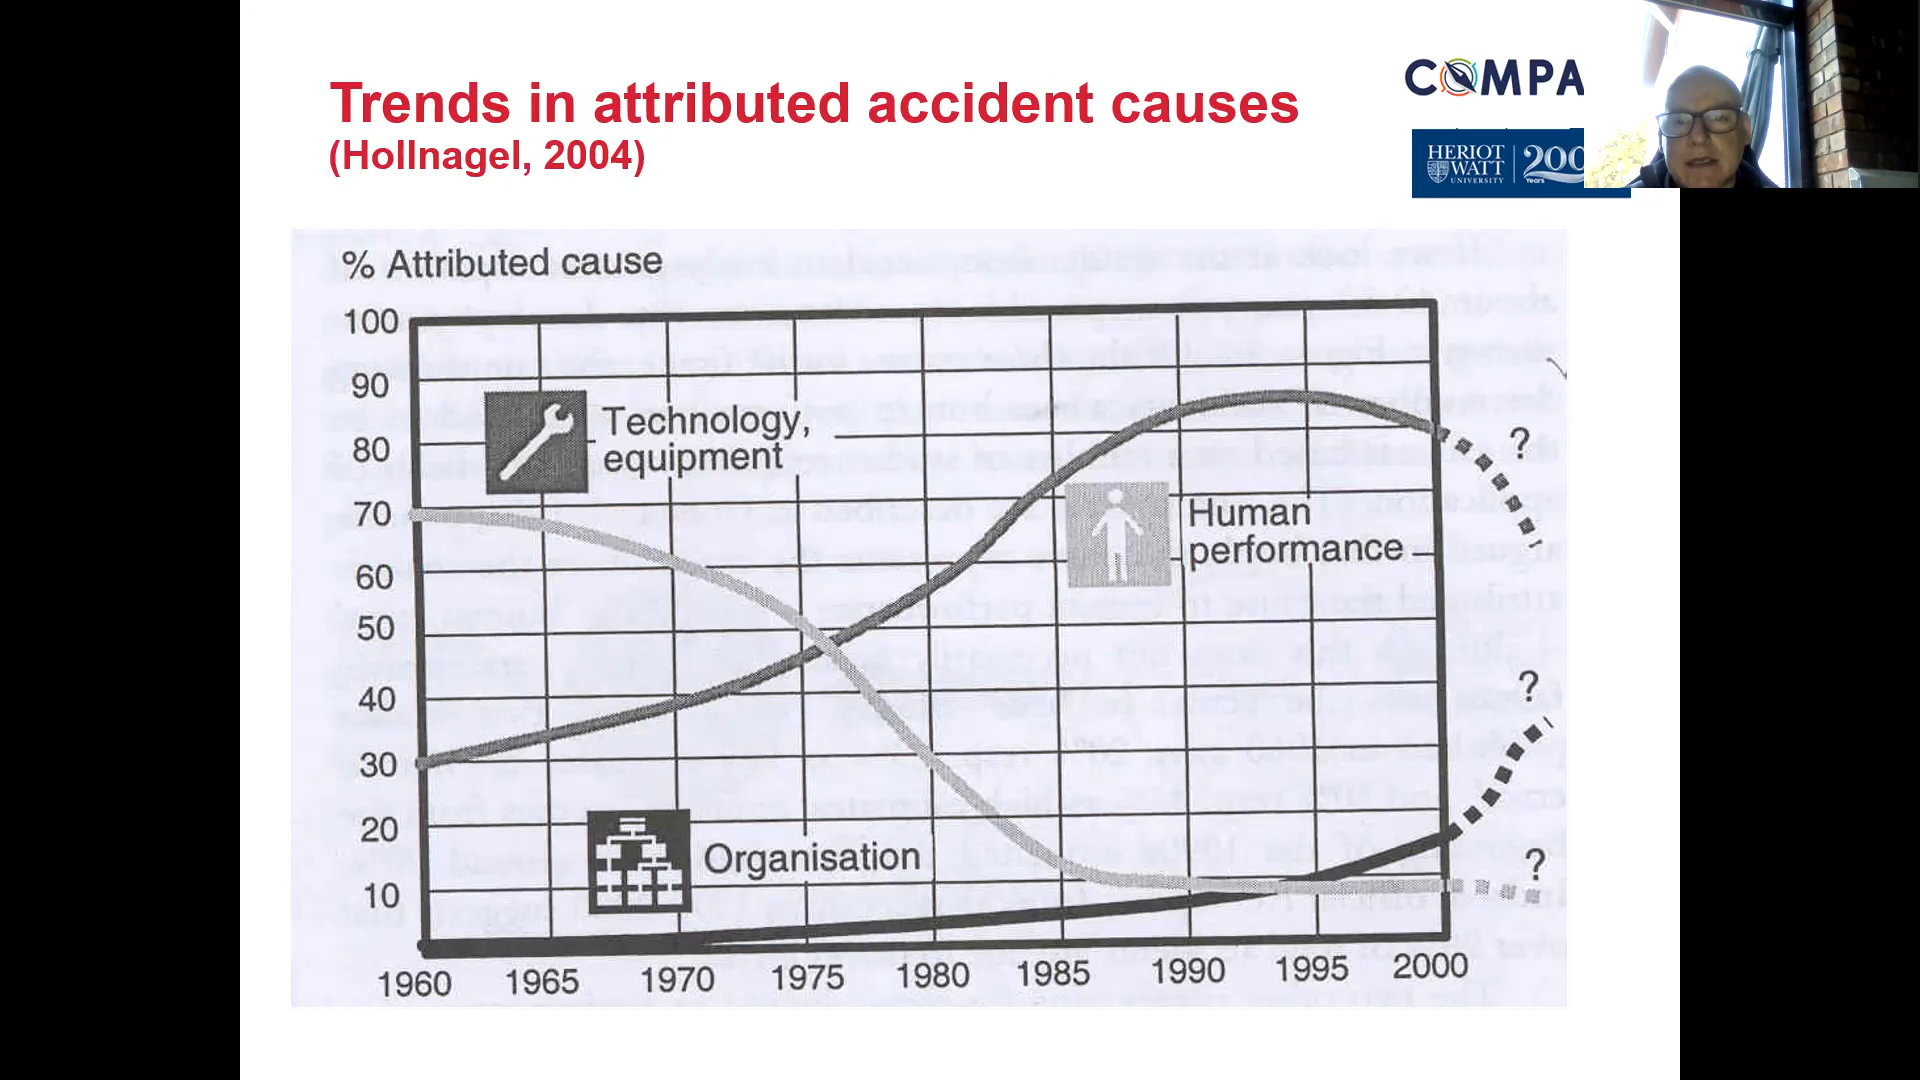 Trends in attributed accident causes
(Hollnagel, 2004)
COMPA
HERIOT
WATT
UNIVERSITY
200
Years
% Attributed cause
100
90
80
70
60
50
40
30
20
10
Technology,
equipment
Human
performance
Organisation
?
?
?
1960 1965 1970 1975 1980 1985 1990 1995 2000